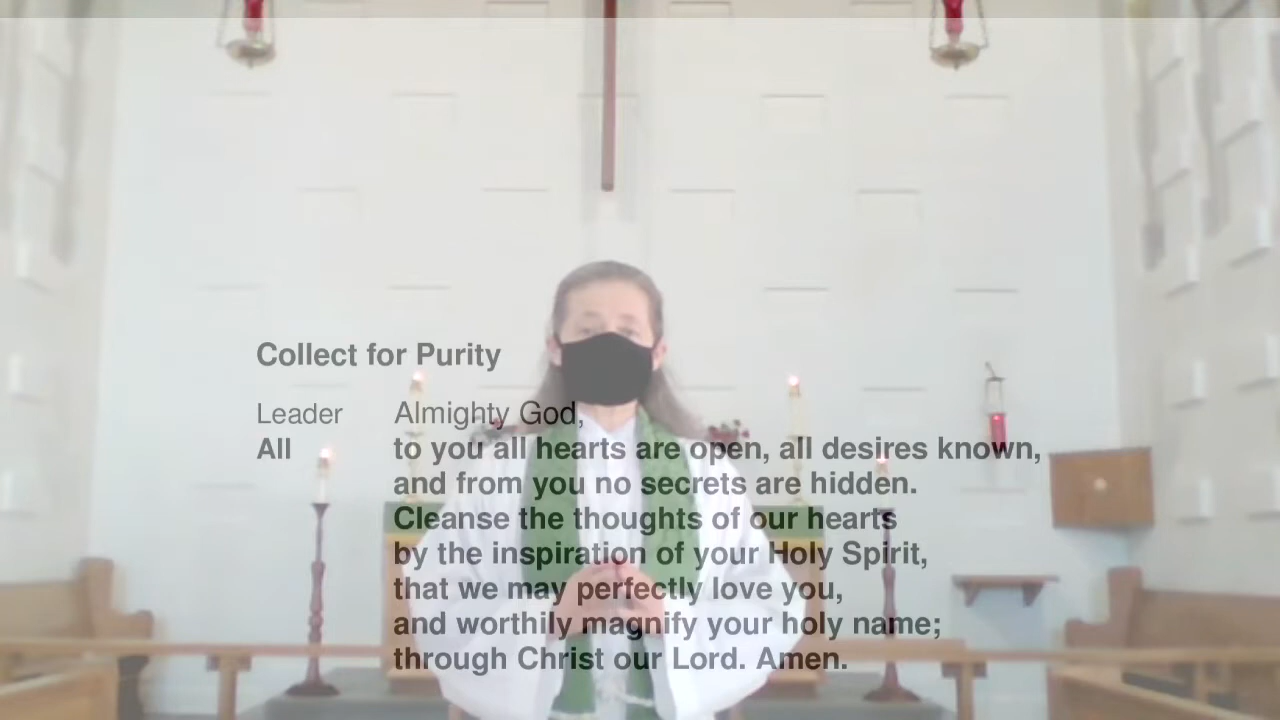 Collect for Purity
Leader Almighty God,
All to you all hearts are open, all desires known,
and from you no secrets are hidden.
Cleanse the thoughts of our hearts
by the inspiration of your Holy Spirit,
that we may perfectly love you,
and worthily magnify your holy name;
through Christ our Lord. Amen.